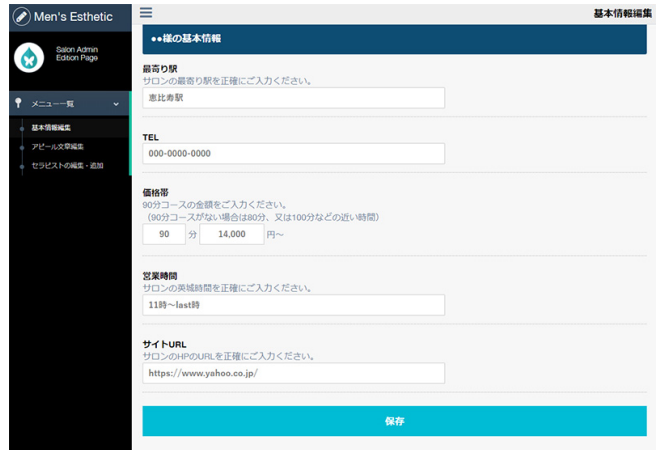 Men's Esthetic
Salon Admin
Edition Page
メニュー一覧
基本情報編集
アピール文章編集
セラピストの編集・追加
基本情報編集
●●様の基本情報
最寄り駅
サロンの最寄り駅を正確にご入力ください。
恵比寿駅
TEL
000-0000-0000
価格帯
90分コースの金額をご入力ください。
(90分コースがない場合は80分、又は100分などの近い時間)
90 分 14,000 円～
営業時間
サロンの英城時間を正確にご入力ください。
11時～last時
サイトURL
サロンのHPのURLを正確にご入力ください。
https://www.yahoo.co.jp/
保存